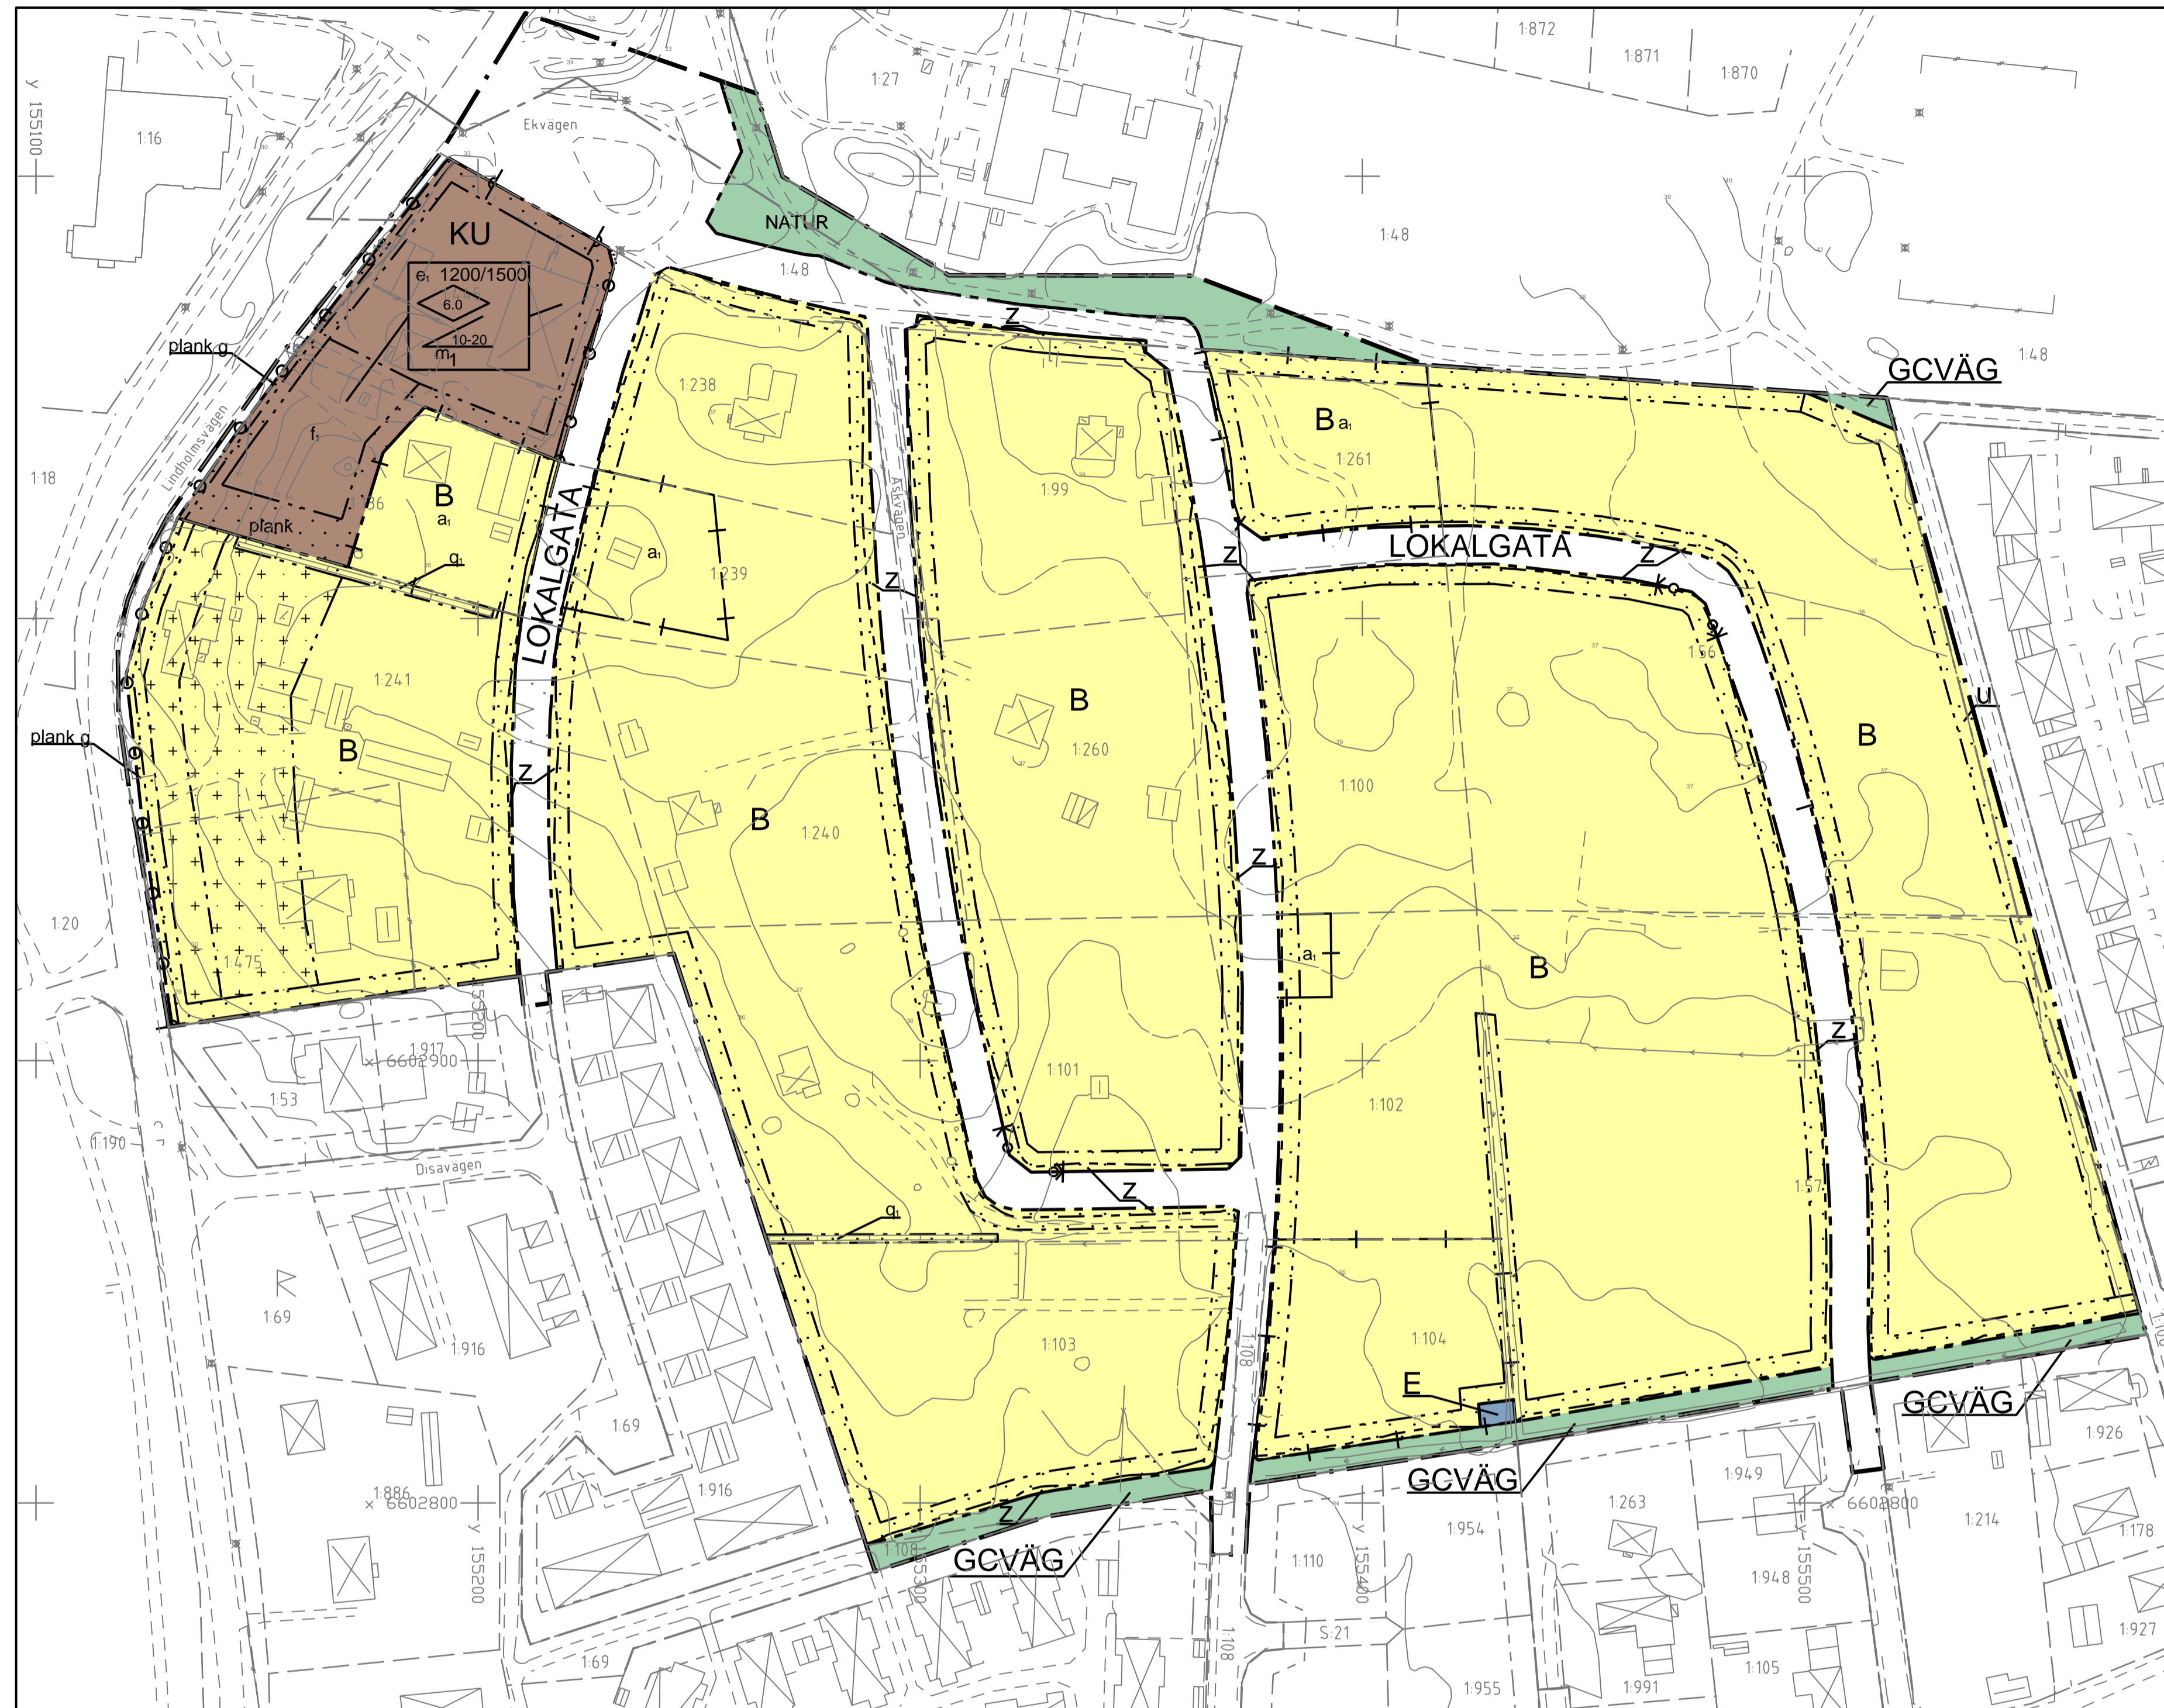 1:872
1:871
1:870
1:27
y 155100
1:16
Ekvägen
NATUR
KU
1:48
1:48
e₁ 1200/1500
6.0
10-20
m₁
plank g
Z
1:48
GCVÄG
1:238
B a₁
1:261
f₁
Lindholmsvägen
1:18
B
a₁
1:99
Askvägen
plank
q₁
LOKALGATA
a₁
1:239
Z
Z
LOKALGATA
Z
1:56
1:241
B
1:260
u
plank g
B
Z
B
1:240
1:100
B
Z
1:20
1:475
a₁
B
Z
1:917
× 6602900
1:53
1:101
1:102
1:190
Disavägen
Z
1:57
q₁
1:69
1:916
1:103
1:108
1:104
E
GCVÄG
1:926
1:69
GCVÄG
1:949
1:886
× 6602800
1:916
Z
1:263
× 6602800
1:214
1:178
1:954
y 155200
1:108
GCVÄG
y 155400
1:110
1:948
y 155500
1:108
S:21
1:927
1:69
1:105
1:955
1:991